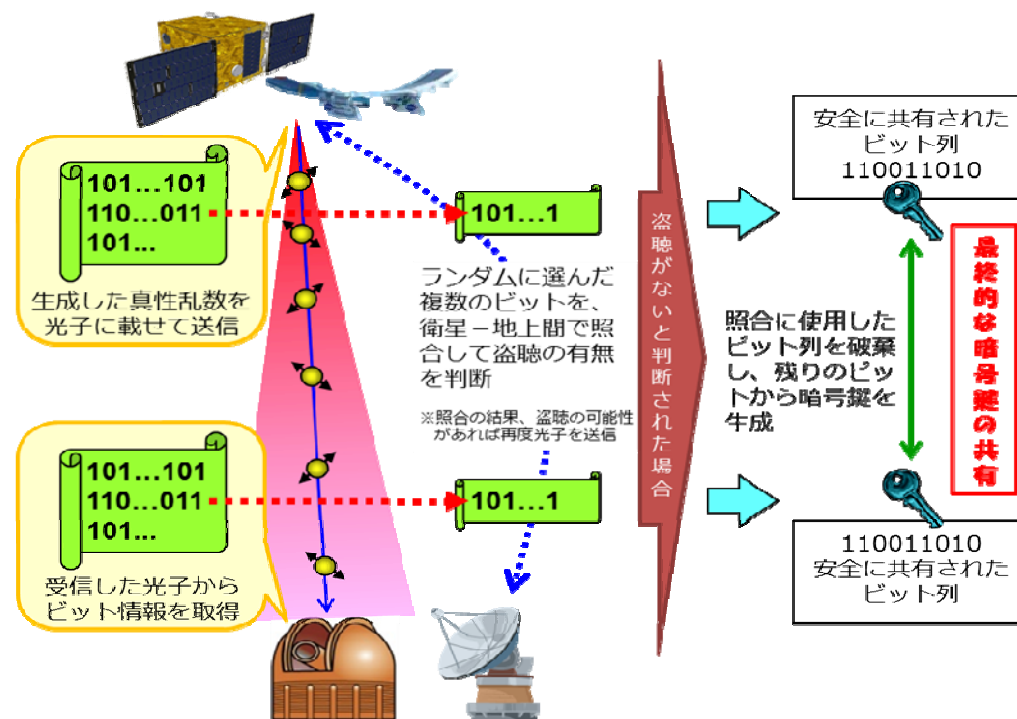 101...101
110...011
101...
生成した真性乱数を
光子に載せて送信
101...1
ランダムに選んだ
複数のビットを、
衛星－地上間で照
合して盗聴の有無
を判断
※照合の結果、盗聴の可能性
があれば再度光子を送信
101...101
110...011
101...
受信した光子から
ビット情報を取得
101...1
盗聴がないと判断された場合
安全に共有された
ビット列
110011010
照合に使用した
ビット列を破棄
し、残りのビッ
トから暗号鍵を
生成
最終的な暗号鍵の共有
110011010
安全に共有された
ビット列